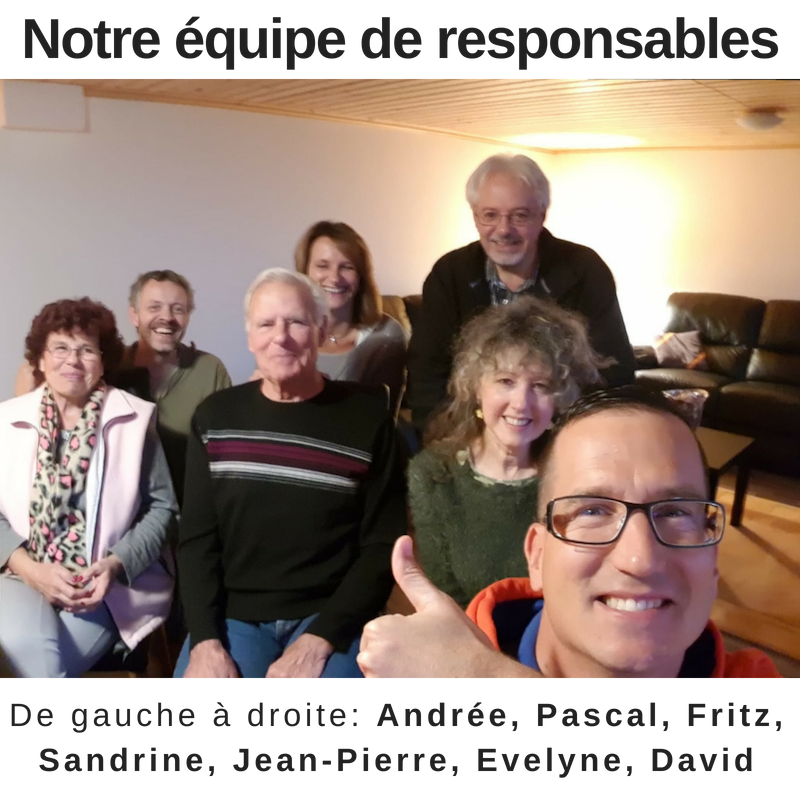 Notre équipe de responsables
De gauche à droite: Andrée, Pascal, Fritz,
Sandrine, Jean-Pierre, Evelyne, David